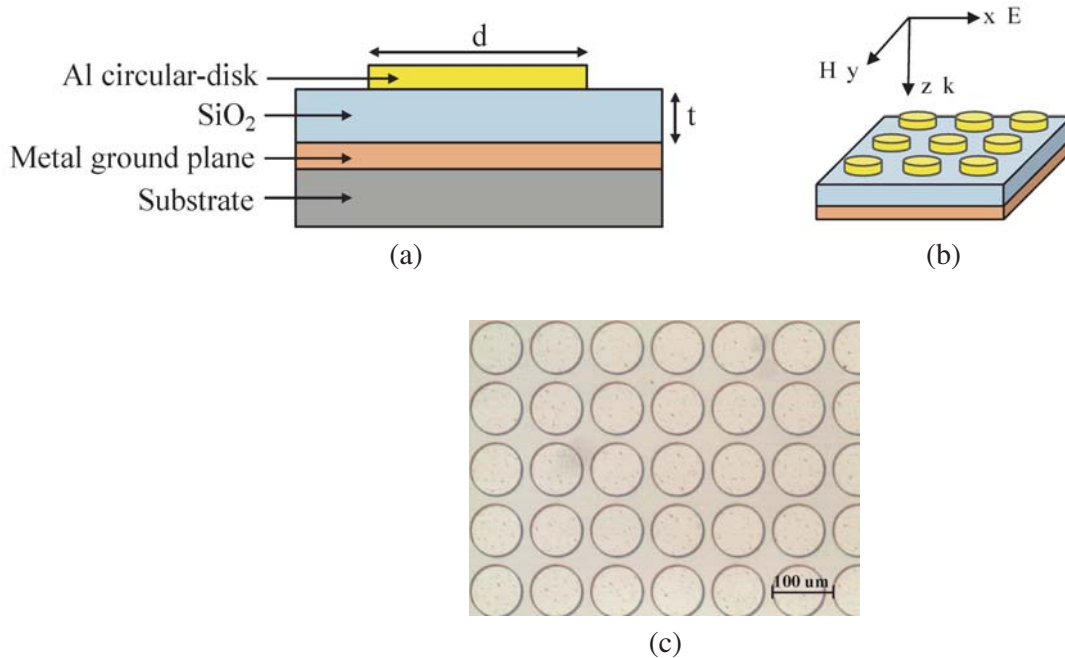 d
Al circular-disk
SiO₂
t
Metal ground plane
Substrate
(a)
x E
H y
z k
(b)
100 um
(c)